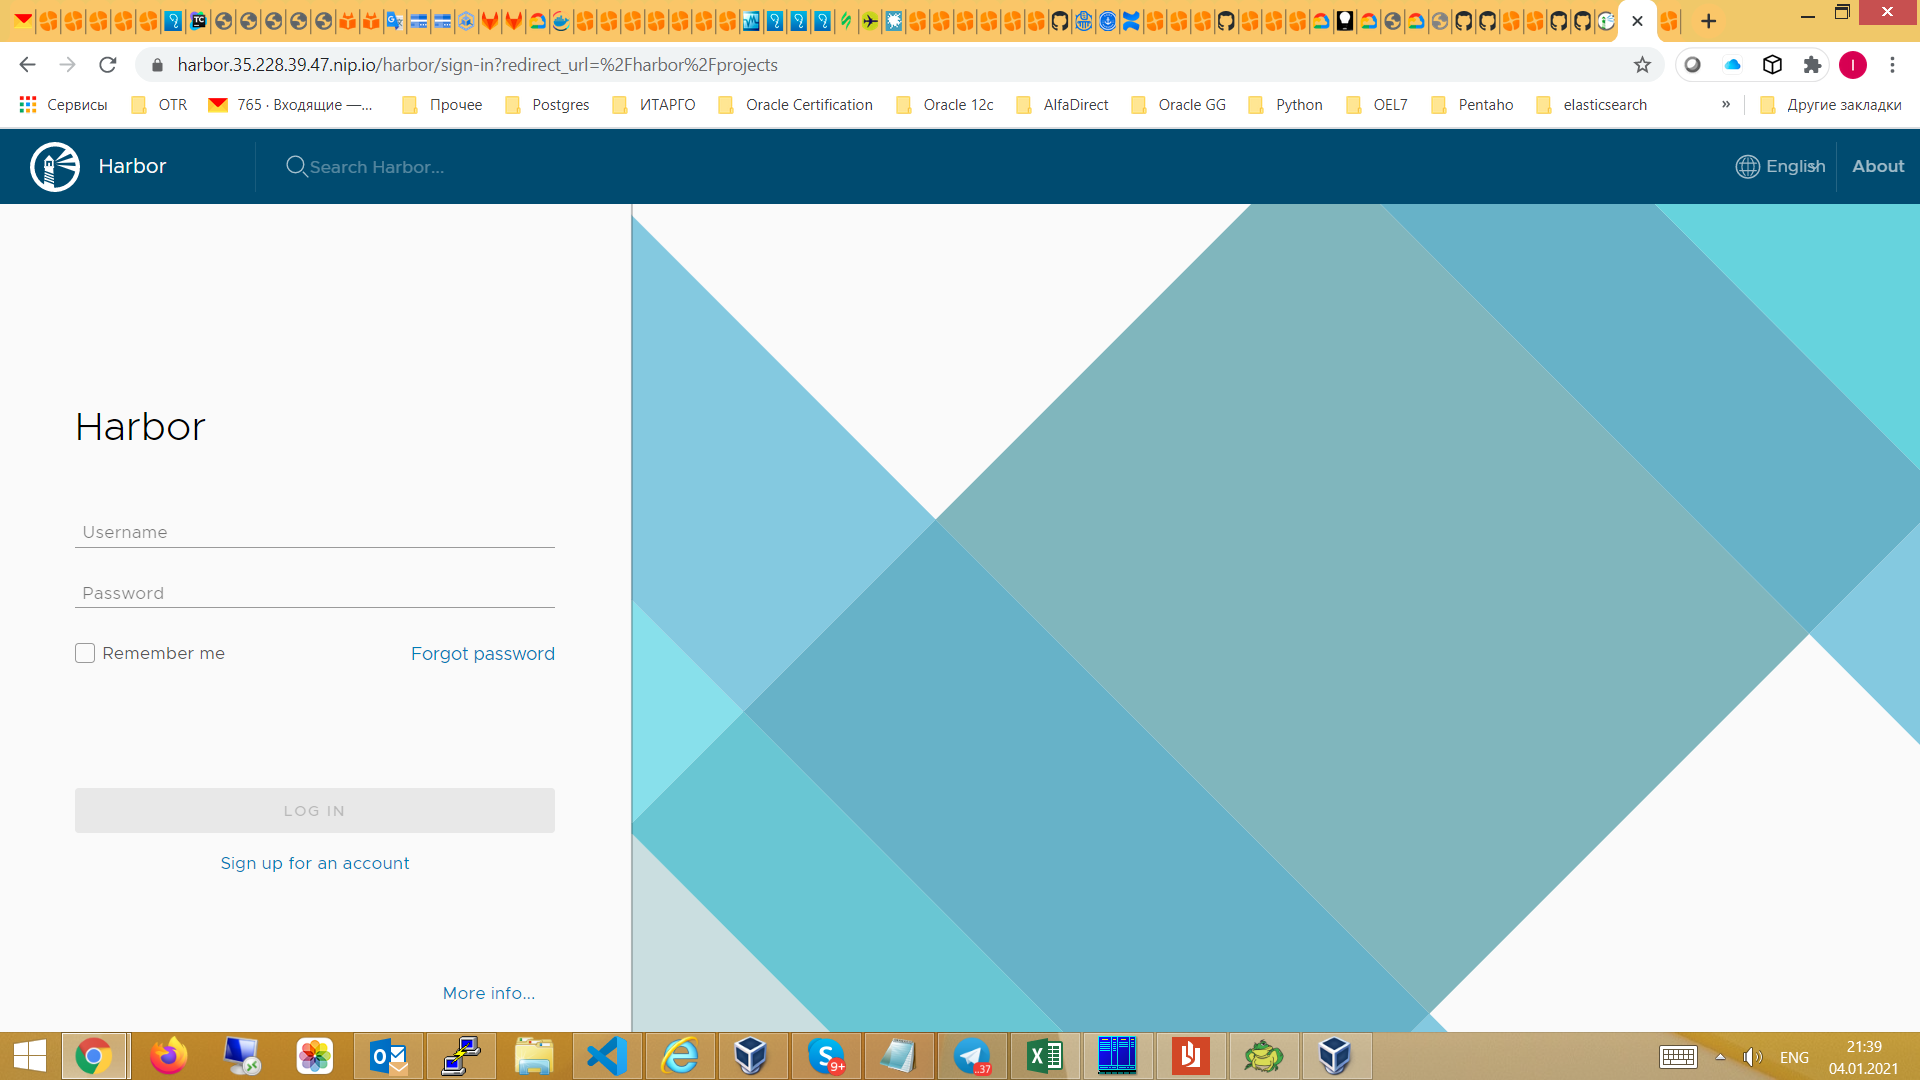 harbor.35.228.39.47.nip.io/harbor/sign-in?redirect_url=%2Fharbor%2Fprojects
I
Сервисы
OTR
765 · Входящие —...
Прочее
Postgres
ИТАРГО
Oracle Certification
Oracle 12c
AlfaDirect
Oracle GG
Python
OEL7
Pentaho
elasticsearch
»
Другие закладки
Harbor
Search Harbor...
English
About
Harbor
Username
Password
Remember me
Forgot password
LOG IN
Sign up for an account
More info...
9+
..37
ENG
21:39
04.01.2021